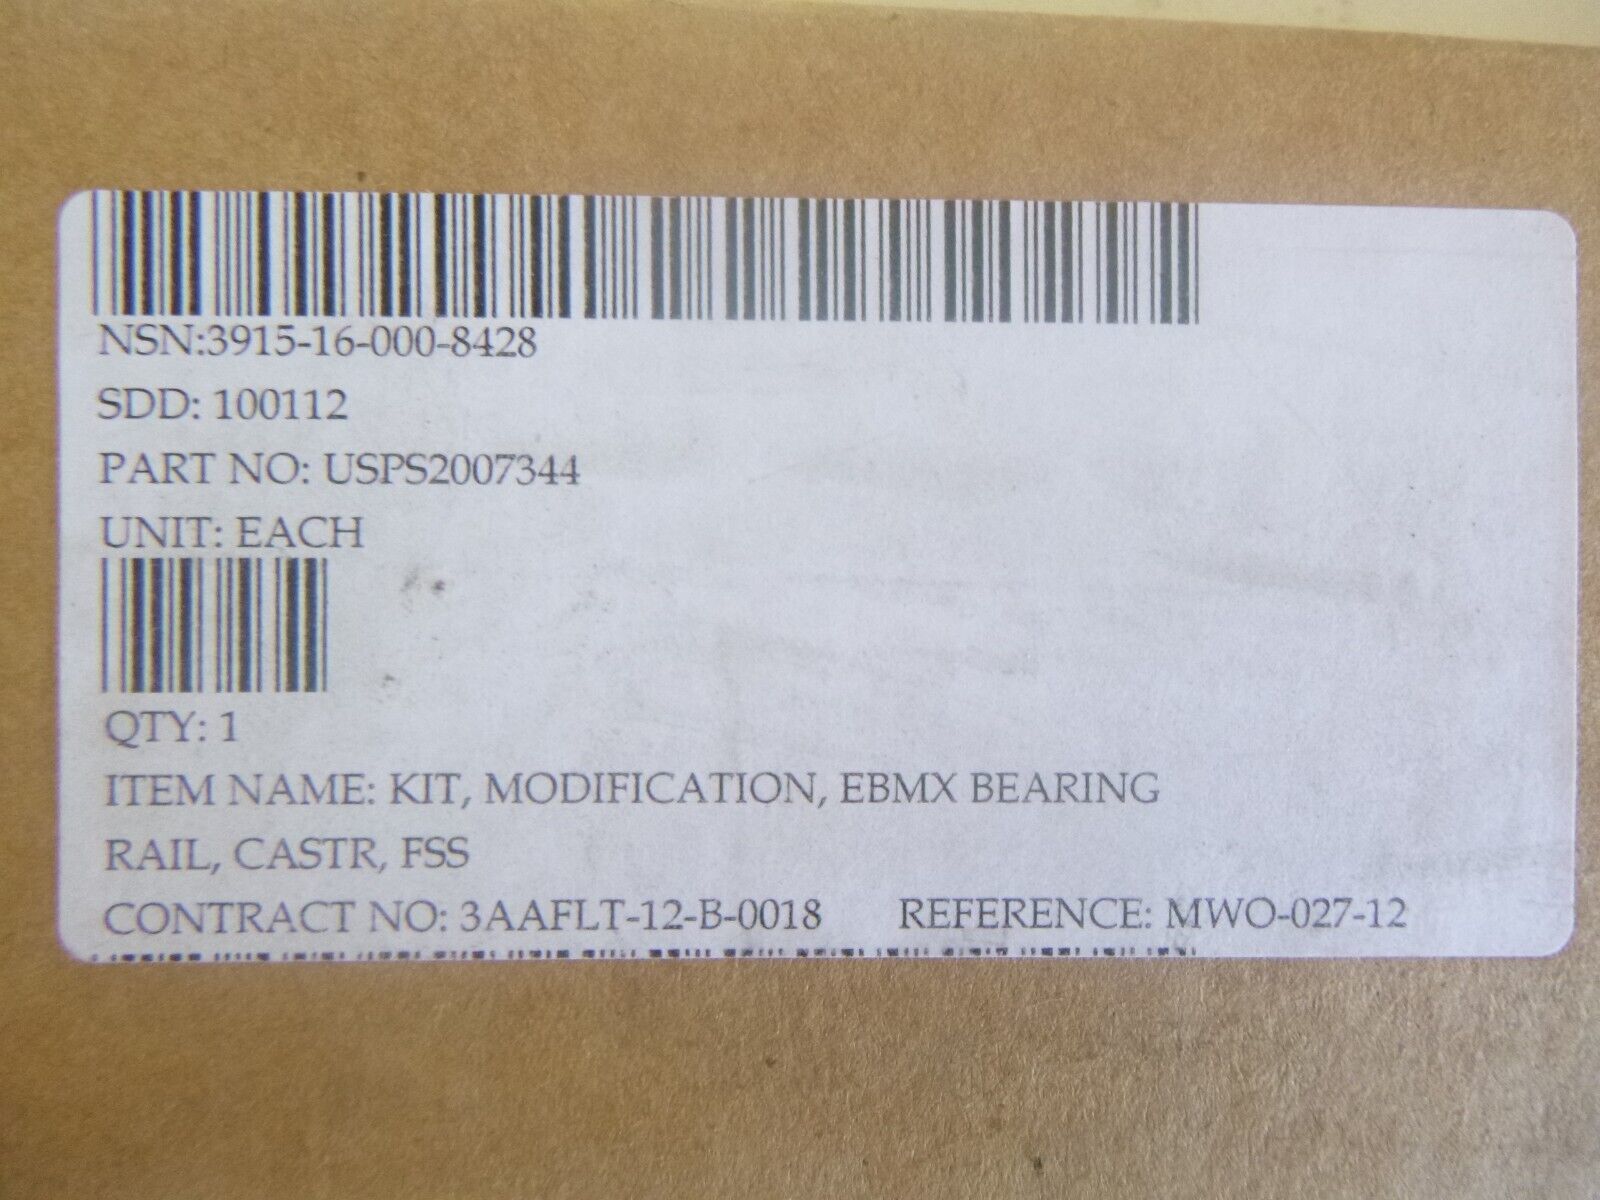 NSN:3915-16-000-8428
SDD: 100112
PART NO: USPS2007344
UNIT: EACH
QTY: 1
ITEM NAME: KIT, MODIFICATION, EBMX BEARING
RAIL, CASTR, FSS
CONTRACT NO: 3AAFLT-12-B-0018 REFERENCE: MWO-027-12